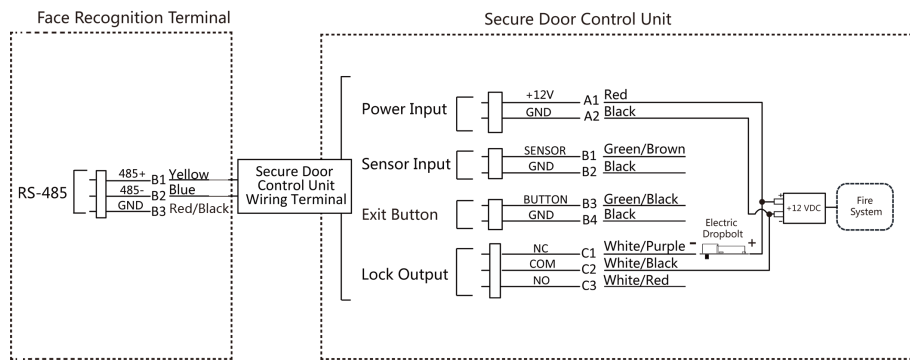 Face Recognition Terminal
Secure Door Control Unit
RS-485
485+ B1 Yellow
485- B2 Blue
GND B3 Red/Black
Secure Door
Control Unit
Wiring Terminal
Power Input
+12V A1 Red
GND A2 Black
Sensor Input
SENSOR B1 Green/Brown
GND B2 Black
Exit Button
BUTTON B3 Green/Black
GND B4 Black
Lock Output
NC C1 White/Purple
COM C2 White/Black
NO C3 White/Red
Electric
Dropbolt
- +
+
-
+12 VDC
Fire
System